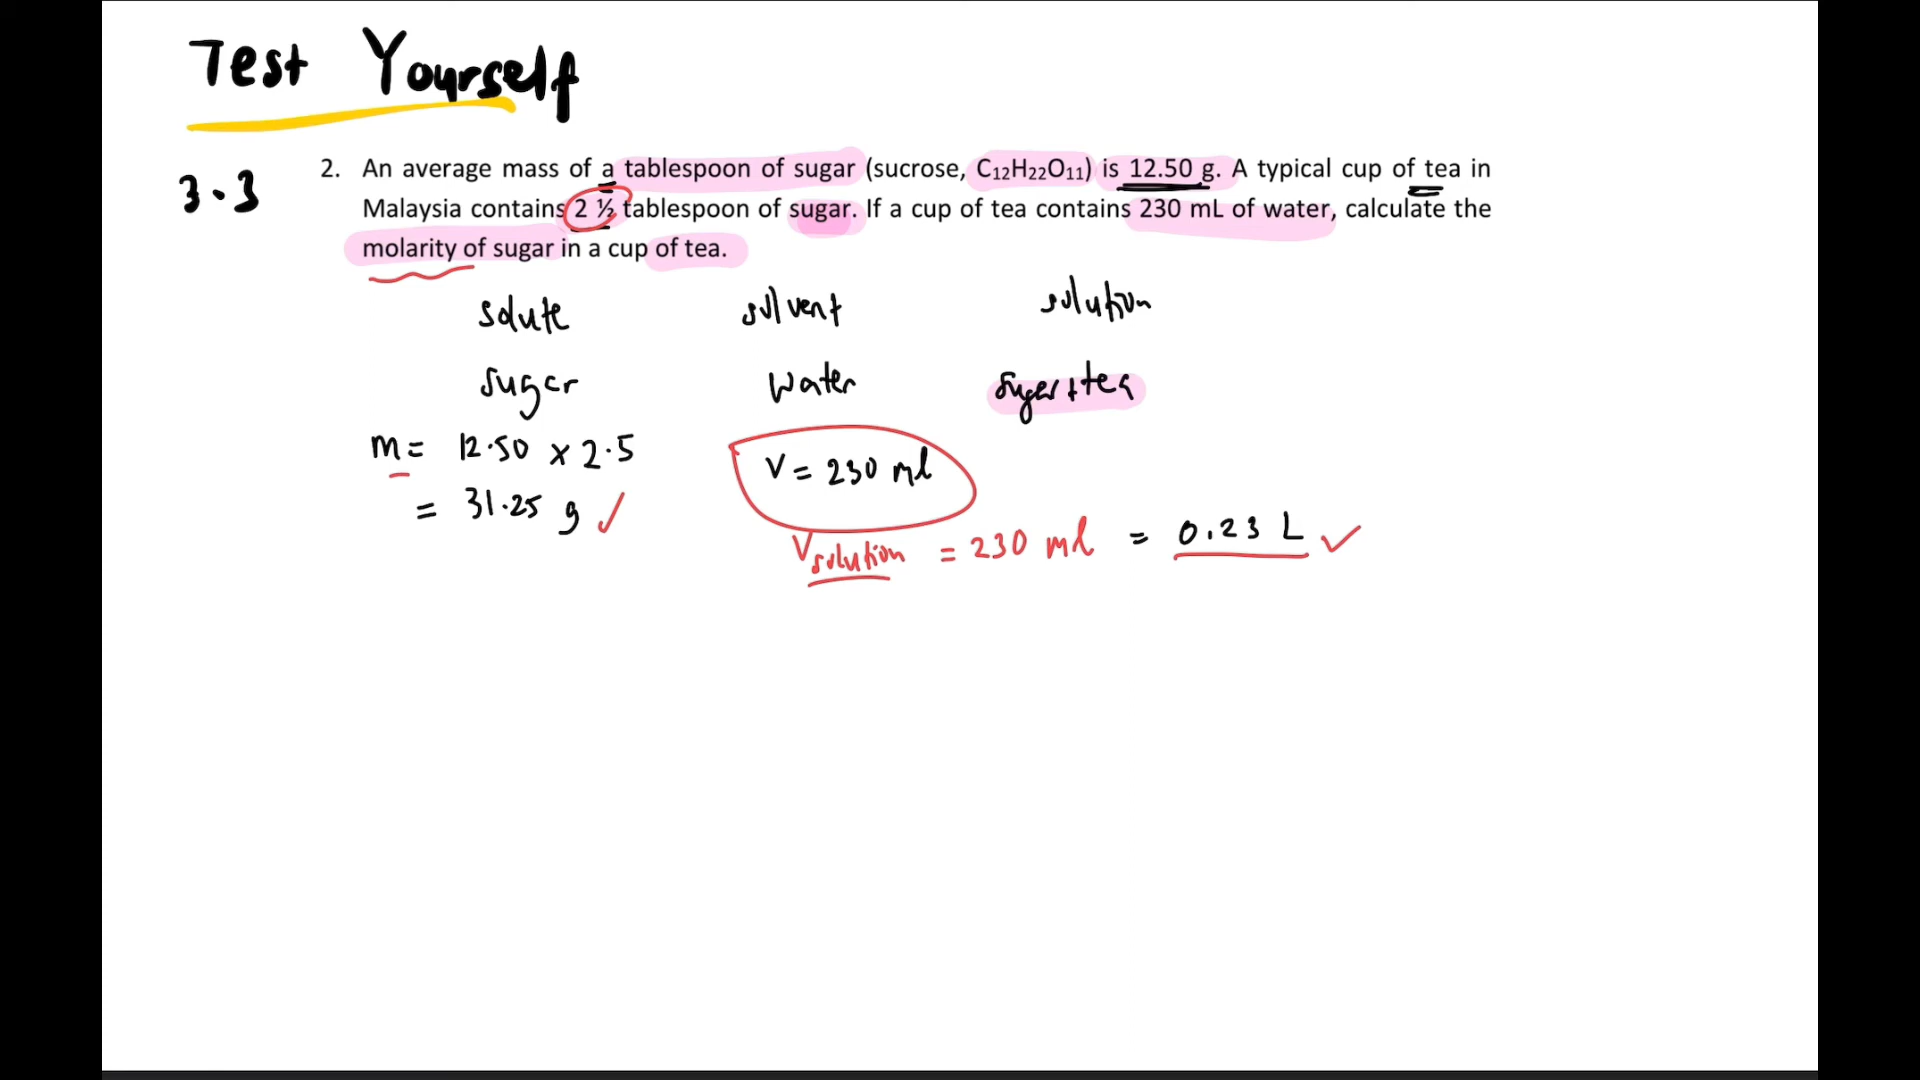 Test Yourself
3.3
2. An average mass of a tablespoon of sugar (sucrose, C₁₂H₂₂O₁₁) is 12.50 g. A typical cup of tea in
Malaysia contains 2 ½ tablespoon of sugar. If a cup of tea contains 230 mL of water, calculate the
molarity of sugar in a cup of tea.
solute solvent solution
sugar water sugar + tea
m = 12.50 x 2.5
= 31.25 g ✓
V = 230 ml
Vsolution = 230 ml = 0.23 L ✓